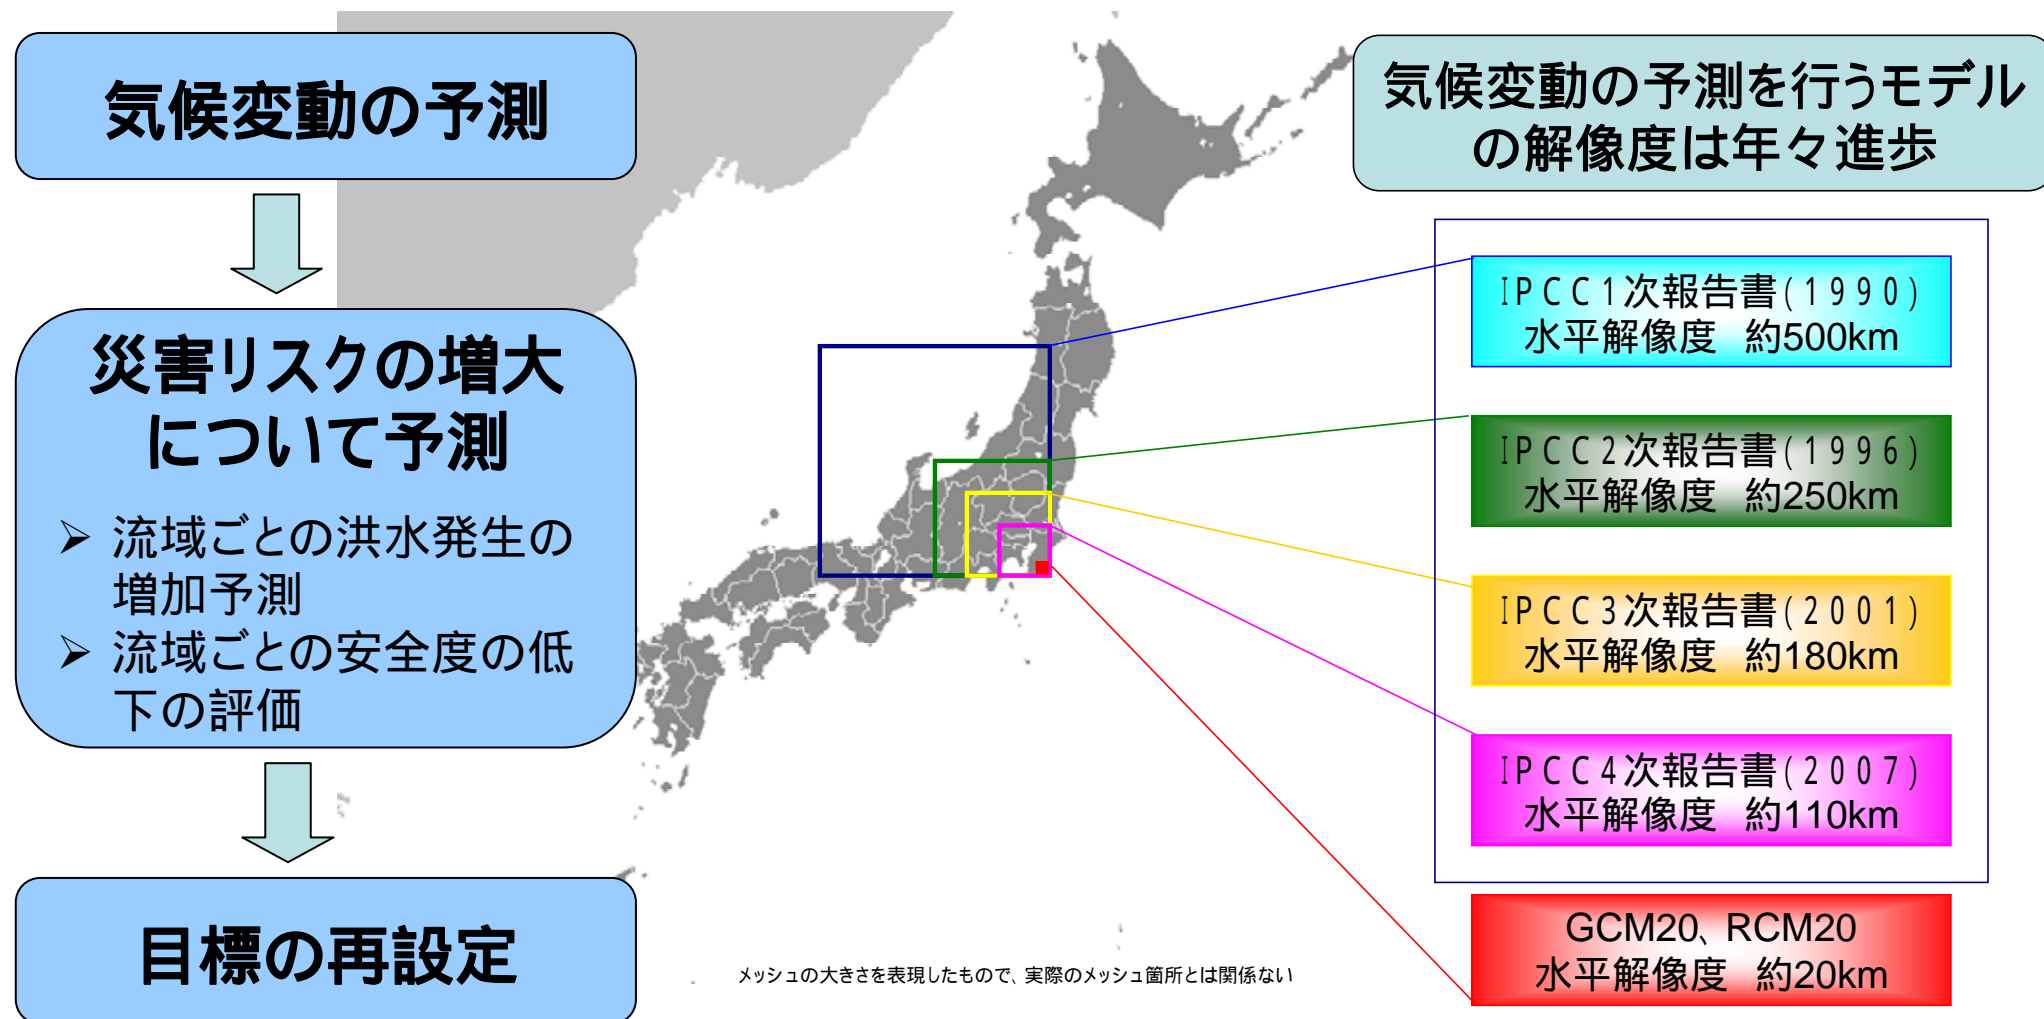 気候変動の予測
災害リスクの増大
について予測
➢ 流域ごとの洪水発生の
増加予測
➢ 流域ごとの安全度の低
下の評価
目標の再設定
気候変動の予測を行うモデル
の解像度は年々進歩
IPCC1次報告書(1990)
水平解像度 約500km
IPCC2次報告書(1996)
水平解像度 約250km
IPCC3次報告書(2001)
水平解像度 約180km
IPCC4次報告書(2007)
水平解像度 約110km
GCM20、RCM20
水平解像度 約20km
メッシュの大きさを表現したもので、実際のメッシュ箇所とは関係ない